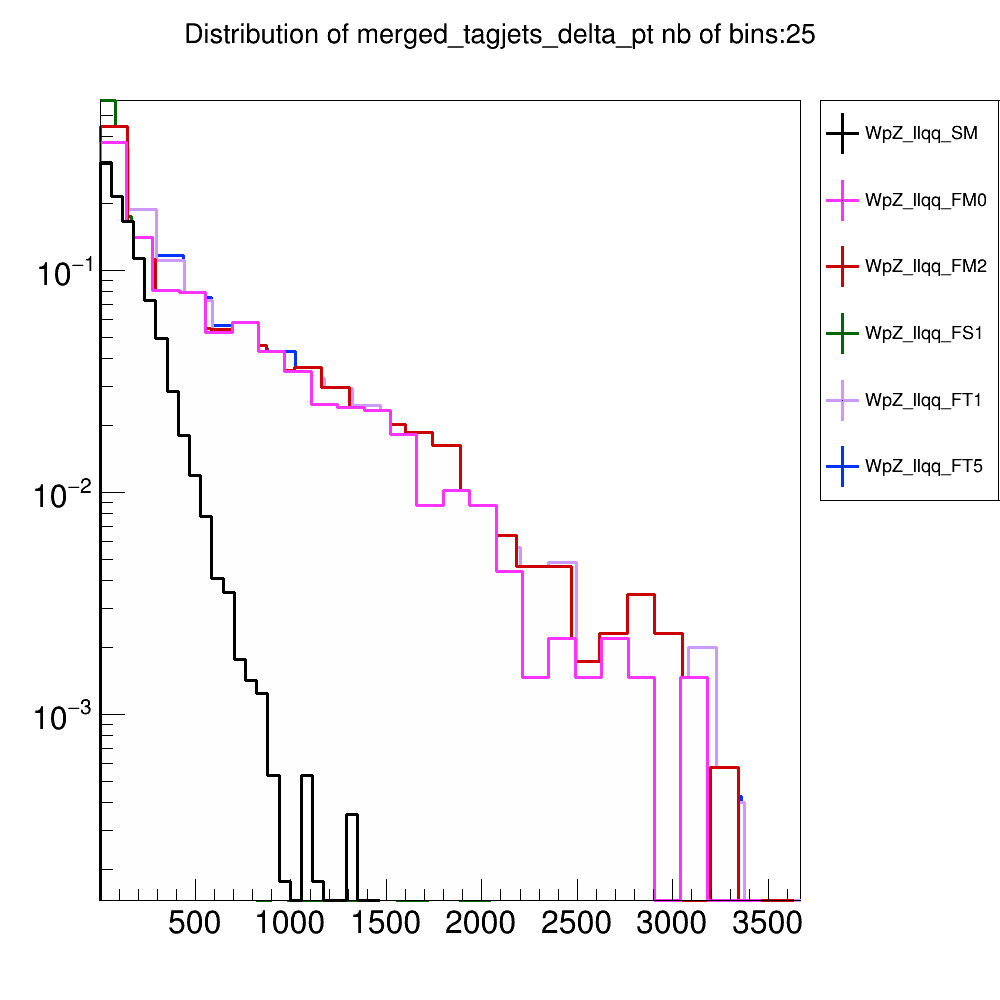 Distribution of merged_tagjets_delta_pt nb of bins:25
WpZ_llqq_SM
WpZ_llqq_FM0
WpZ_llqq_FM2
WpZ_llqq_FS1
WpZ_llqq_FT1
WpZ_llqq_FT5
10⁻¹
10⁻²
10⁻³
500 1000 1500 2000 2500 3000 3500